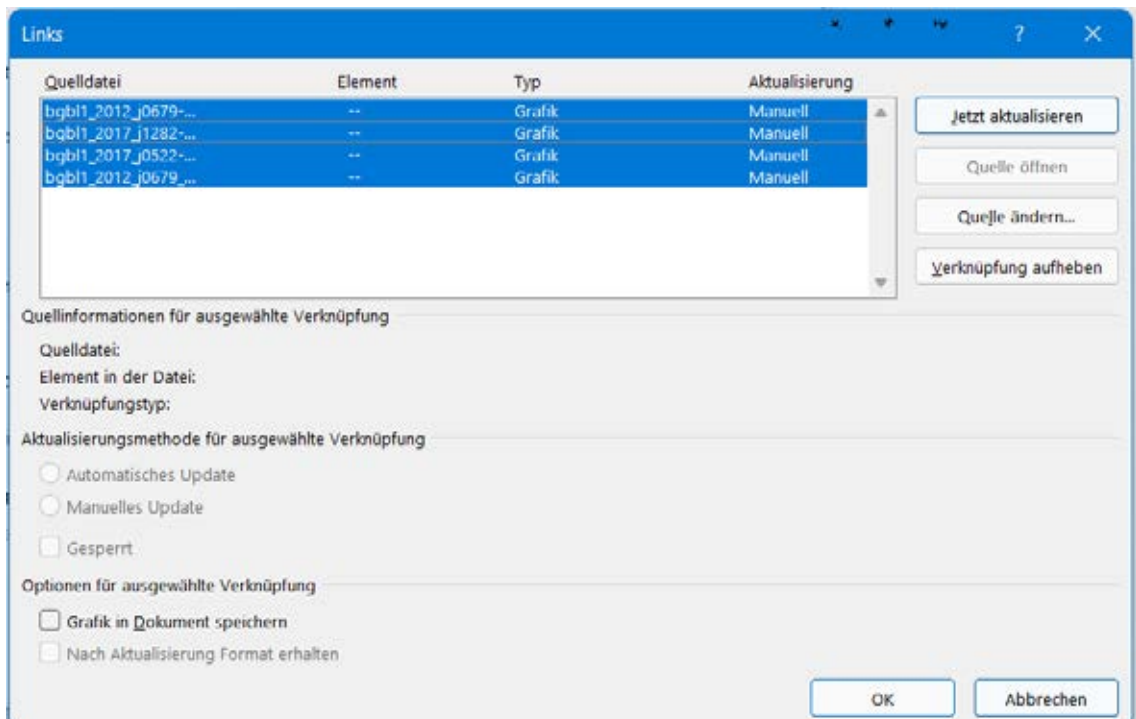 Links
Quelldatei Element Typ Aktualisierung
bgbl1_2012_j0679-... -- Grafik Manuell
bgbl1_2017_j1282-... -- Grafik Manuell
bgbl1_2017_j0522-... -- Grafik Manuell
bgbl1_2012_j0679_... -- Grafik Manuell
Jetzt aktualisieren
Quelle öffnen
Quelle ändern...
Verknüpfung aufheben
Quellinformationen für ausgewählte Verknüpfung
Quelldatei:
Element in der Datei:
Verknüpfungstyp:
Aktualisierungsmethode für ausgewählte Verknüpfung
Automatisches Update
Manuelles Update
Gesperrt
Optionen für ausgewählte Verknüpfung
Grafik in Dokument speichern
Nach Aktualisierung Format erhalten
OK Abbrechen